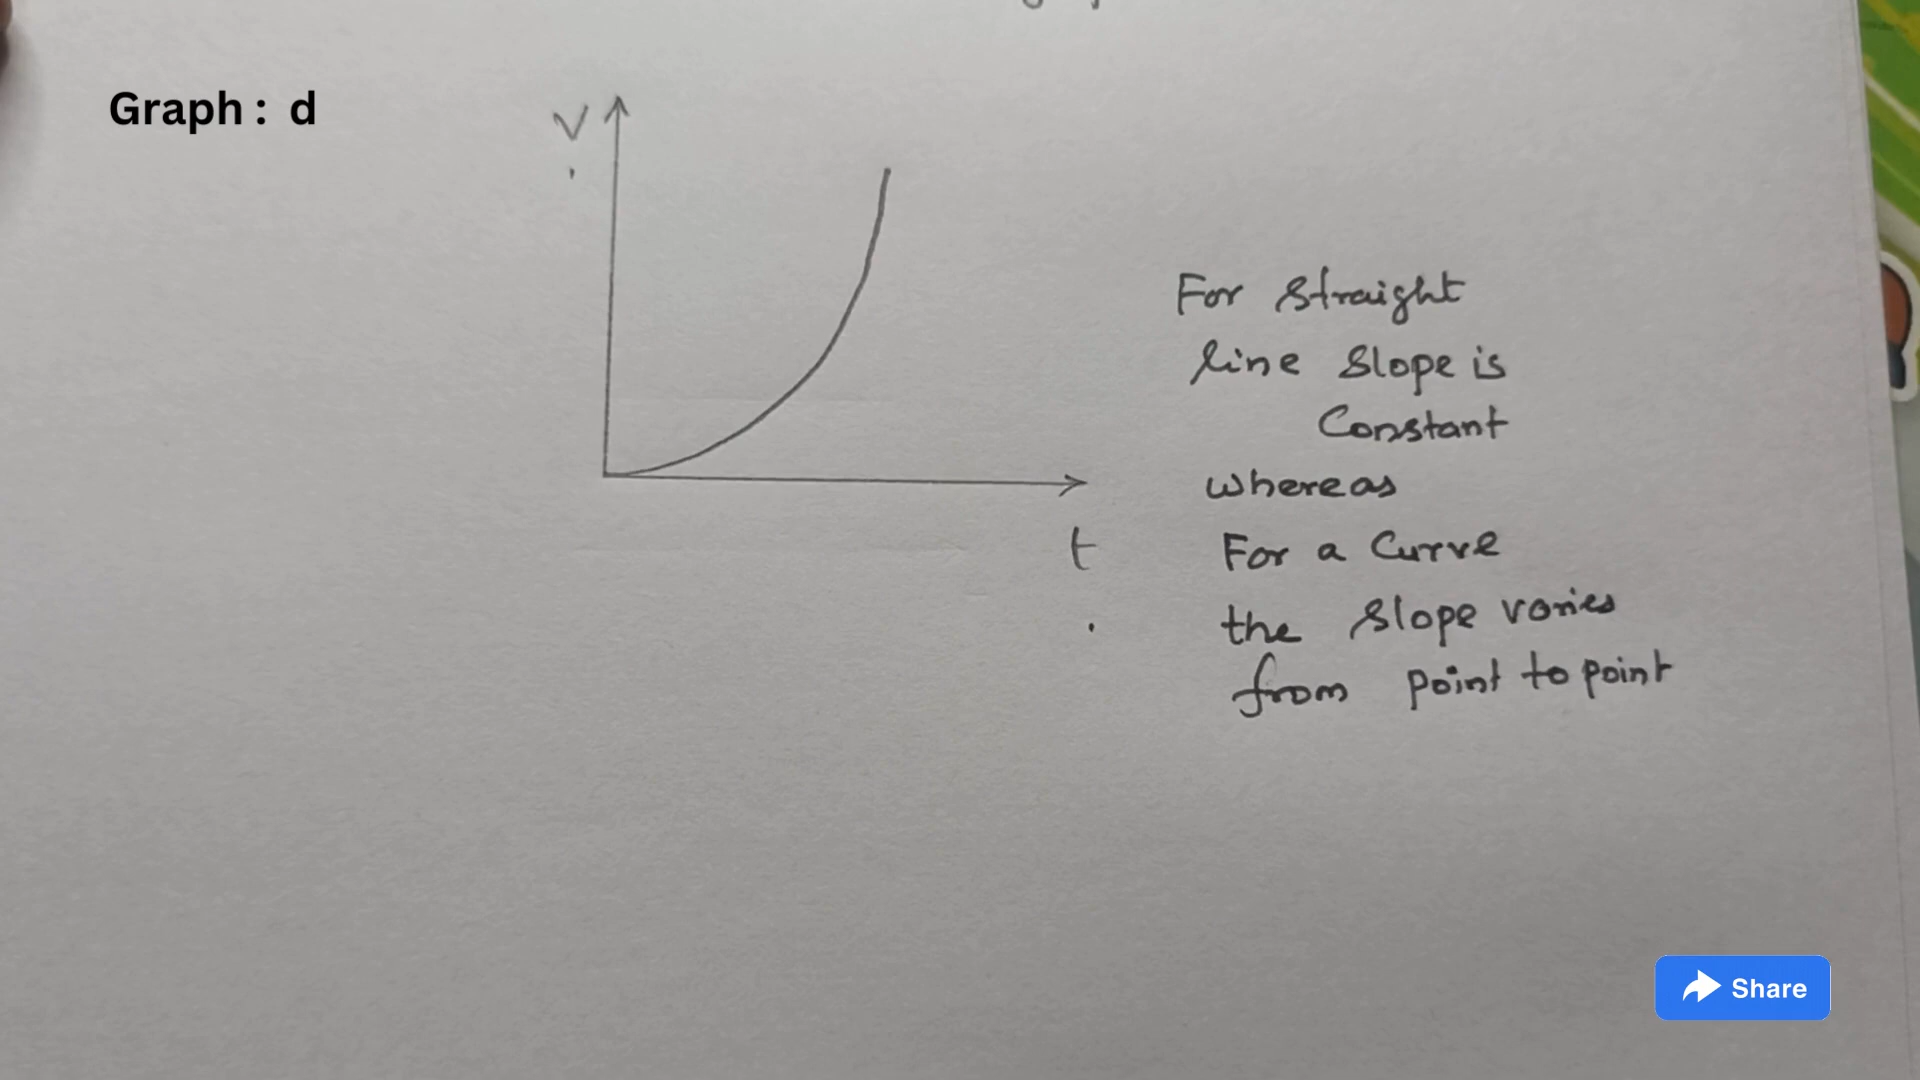 Graph : d
V
t
For straight
line slope is
Constant
whereas
For a curve
the slope varies
from point to point
Share